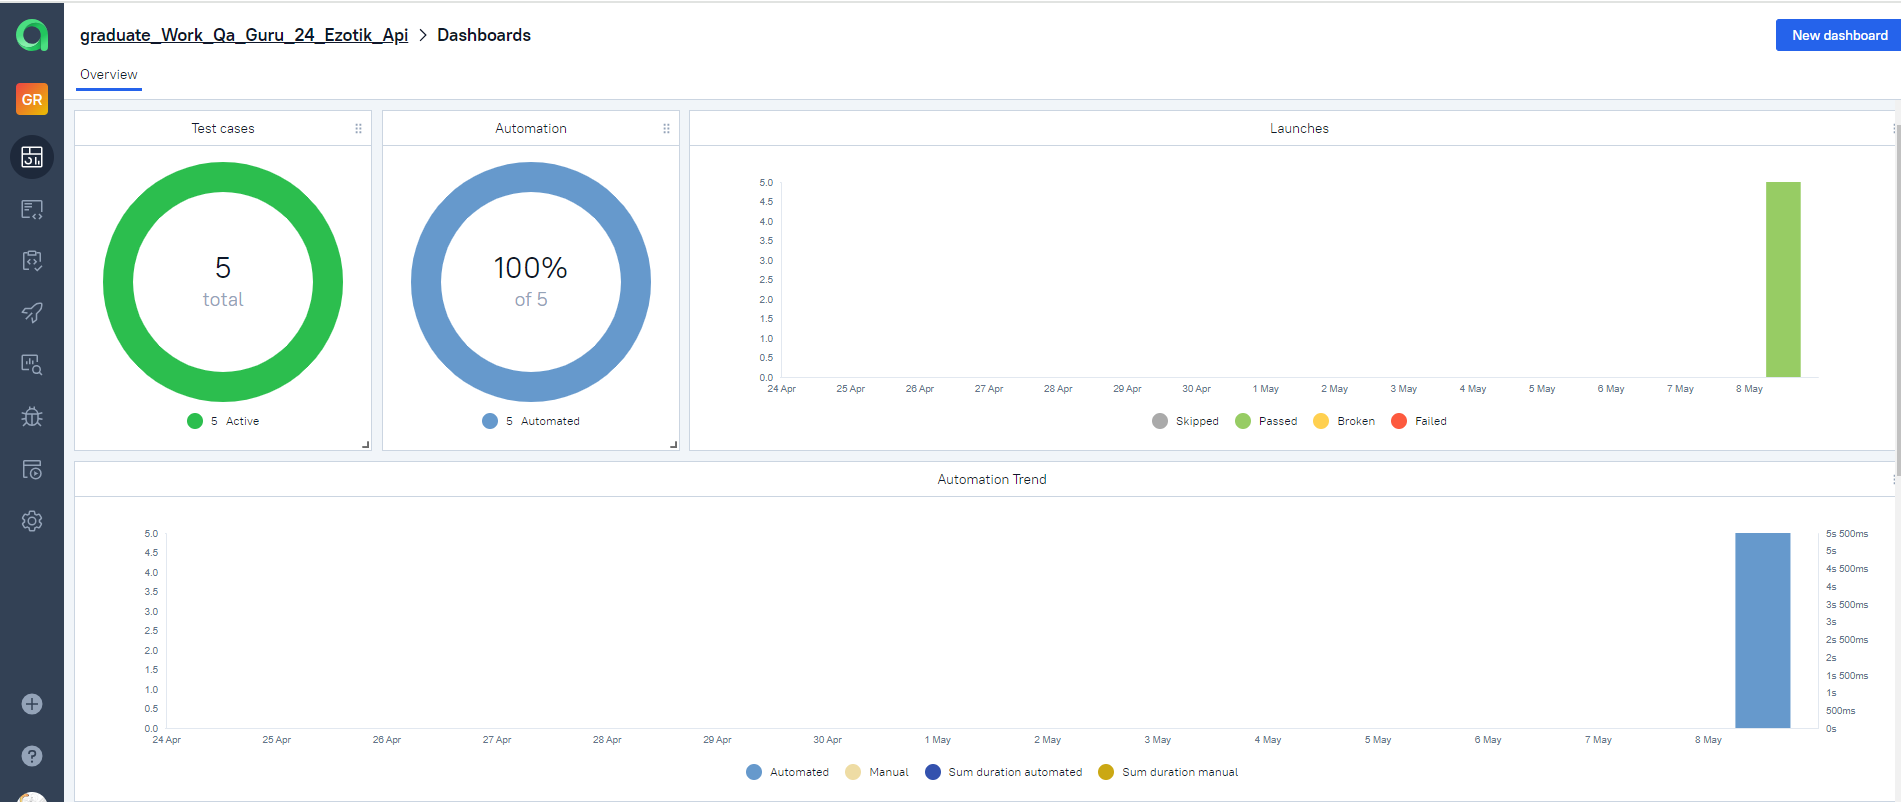 graduate_Work_Qa_Guru_24_Ezotik_Api > Dashboards
New dashboard
Overview
GR
Test cases
5
total
5 Active
Automation
100%
of 5
5 Automated
Launches
5.0
4.5
4.0
3.5
3.0
2.5
2.0
1.5
1.0
0.5
0.0
24 Apr 25 Apr 26 Apr 27 Apr 28 Apr 29 Apr 30 Apr 1 May 2 May 3 May 4 May 5 May 6 May 7 May 8 May
Skipped Passed Broken Failed
Automation Trend
5.0
4.5
4.0
3.5
3.0
2.5
2.0
1.5
1.0
0.5
0.0
5s 500ms
5s
4s 500ms
4s
3s 500ms
3s
2s 500ms
2s
1s 500ms
1s
500ms
0s
24 Apr 25 Apr 26 Apr 27 Apr 28 Apr 29 Apr 30 Apr 1 May 2 May 3 May 4 May 5 May 6 May 7 May 8 May
Automated Manual Sum duration automated Sum duration manual